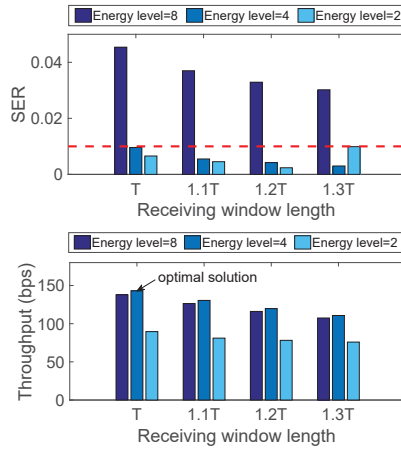 Energy level=8 Energy level=4 Energy level=2
0.04
0.02
0
SER
T 1.1T 1.2T 1.3T
Receiving window length
Energy level=8 Energy level=4 Energy level=2
optimal solution
150
100
50
0
Throughput (bps)
T 1.1T 1.2T 1.3T
Receiving window length